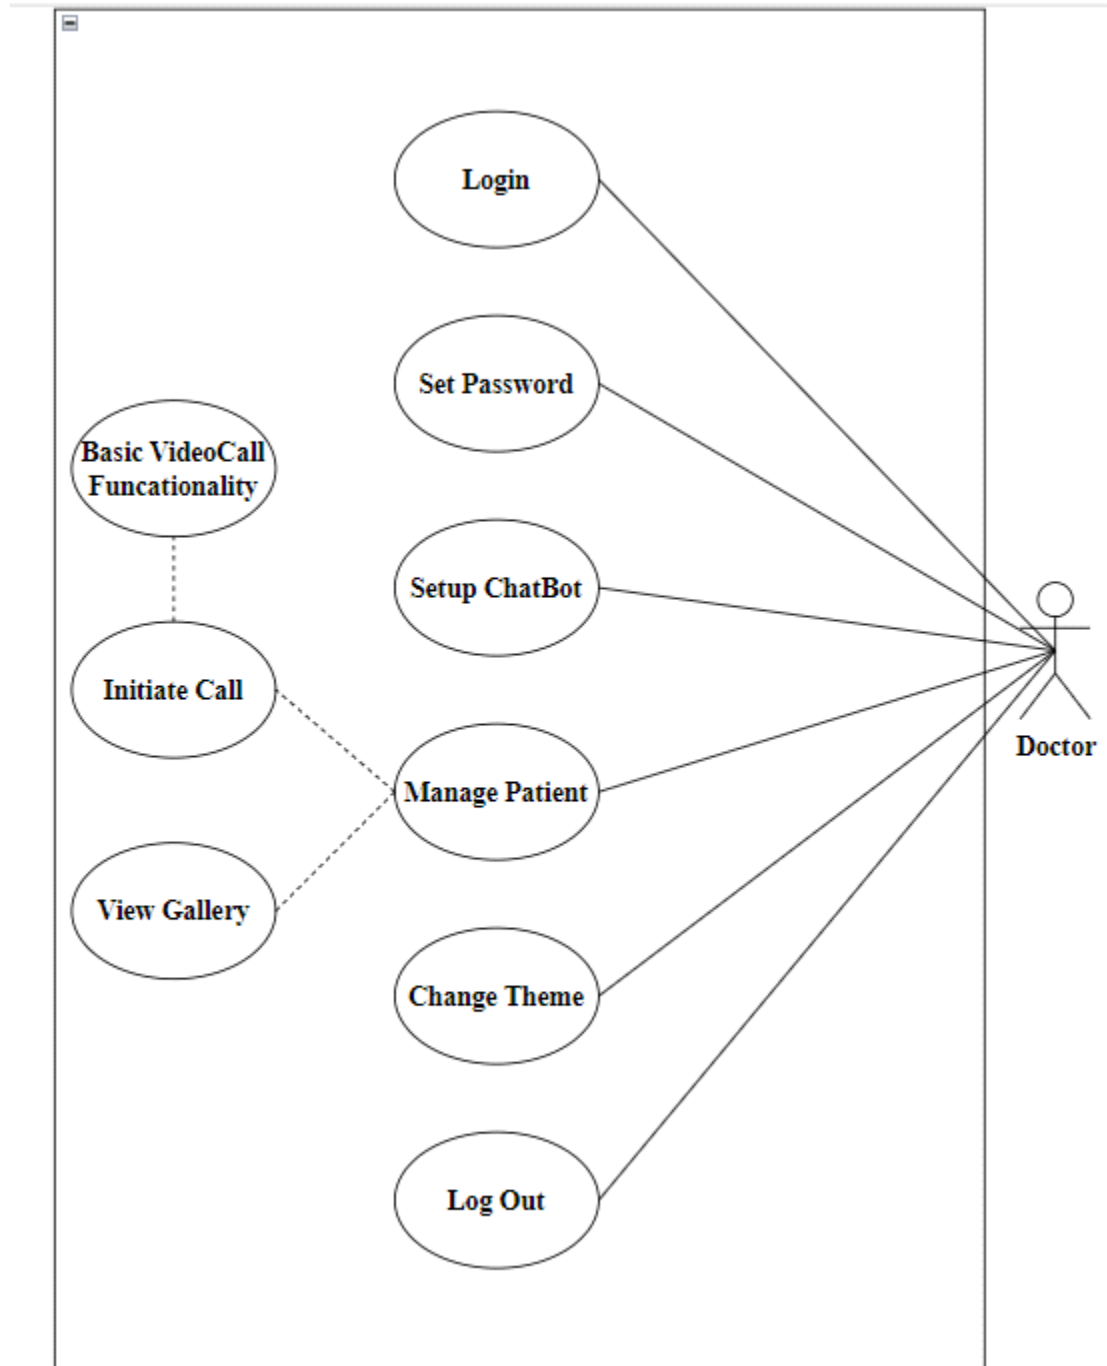 Login
Set Password
Basic VideoCall
Funcationality
Setup ChatBot
Initiate Call
Doctor
Manage Patient
View Gallery
Change Theme
Log Out